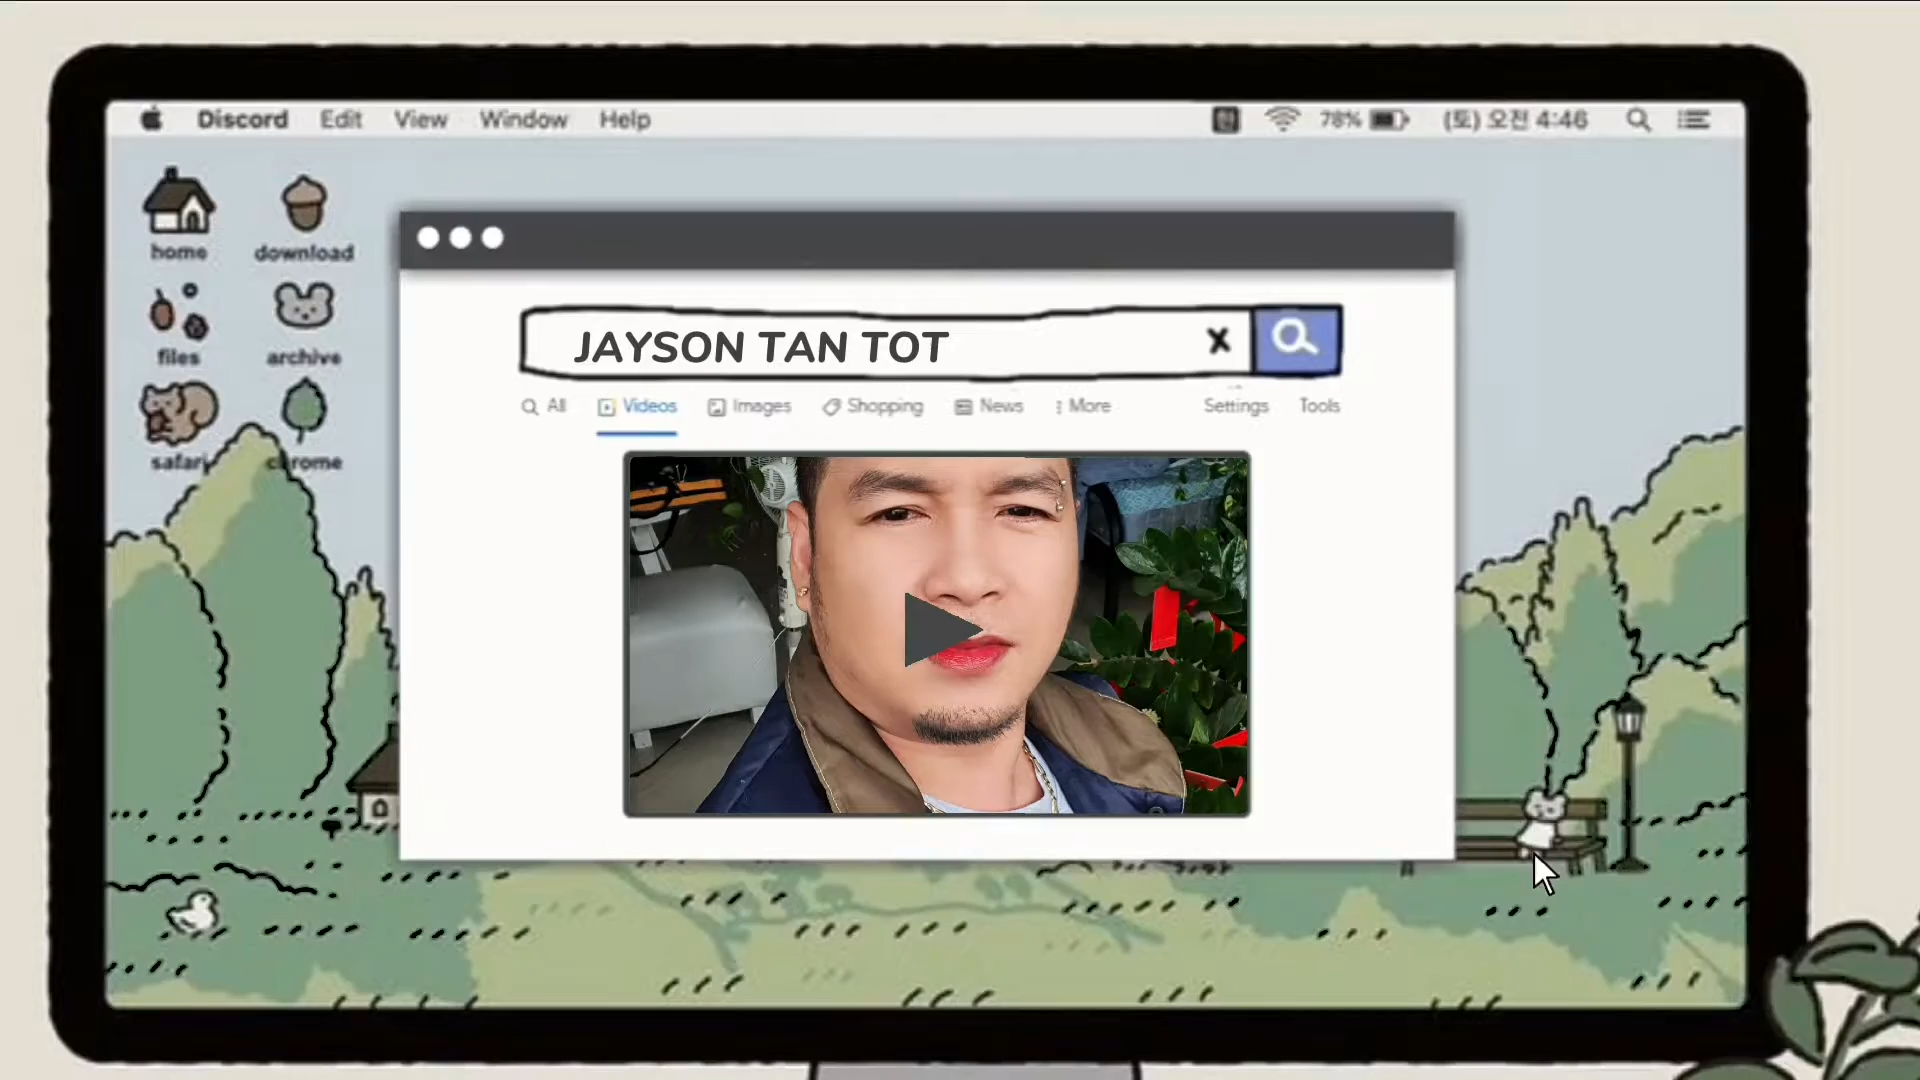 Discord Edit View Window Help 78% (토) 오전 4:46
home download
files archive
safari chrome
JAYSON TAN TOT X
All Videos Images Shopping News More Settings Tools